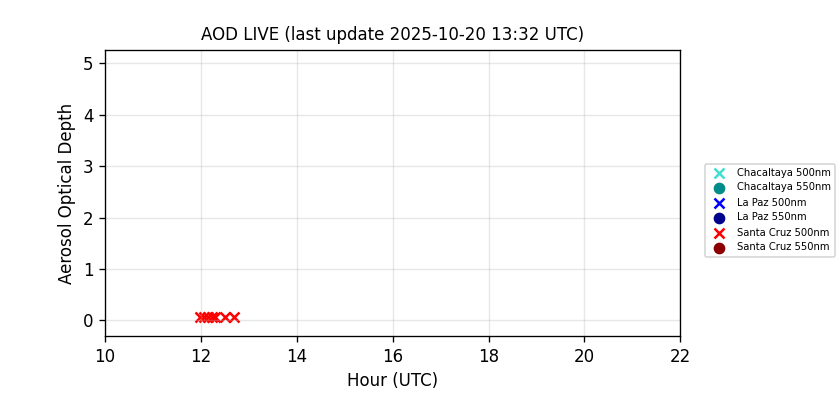 AOD LIVE (last update 2025-10-20 13:32 UTC)
5
4
3
2
1
0
Aerosol Optical Depth
10 12 14 16 18 20 22
Hour (UTC)
Chacaltaya 500nm
Chacaltaya 550nm
La Paz 500nm
La Paz 550nm
Santa Cruz 500nm
Santa Cruz 550nm